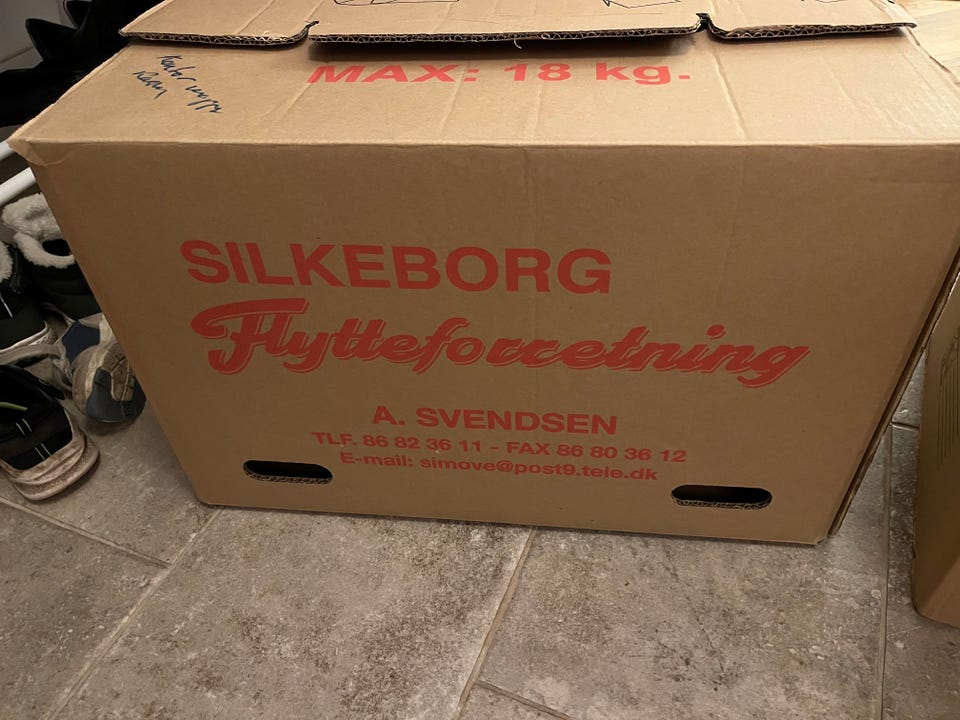 MAX: 18 kg.
SILKEBORG
Flytteforretning
A. SVENDSEN
TLF. 86 82 36 11 - FAX 86 80 36 12
E-mail: simove@post9.tele.dk